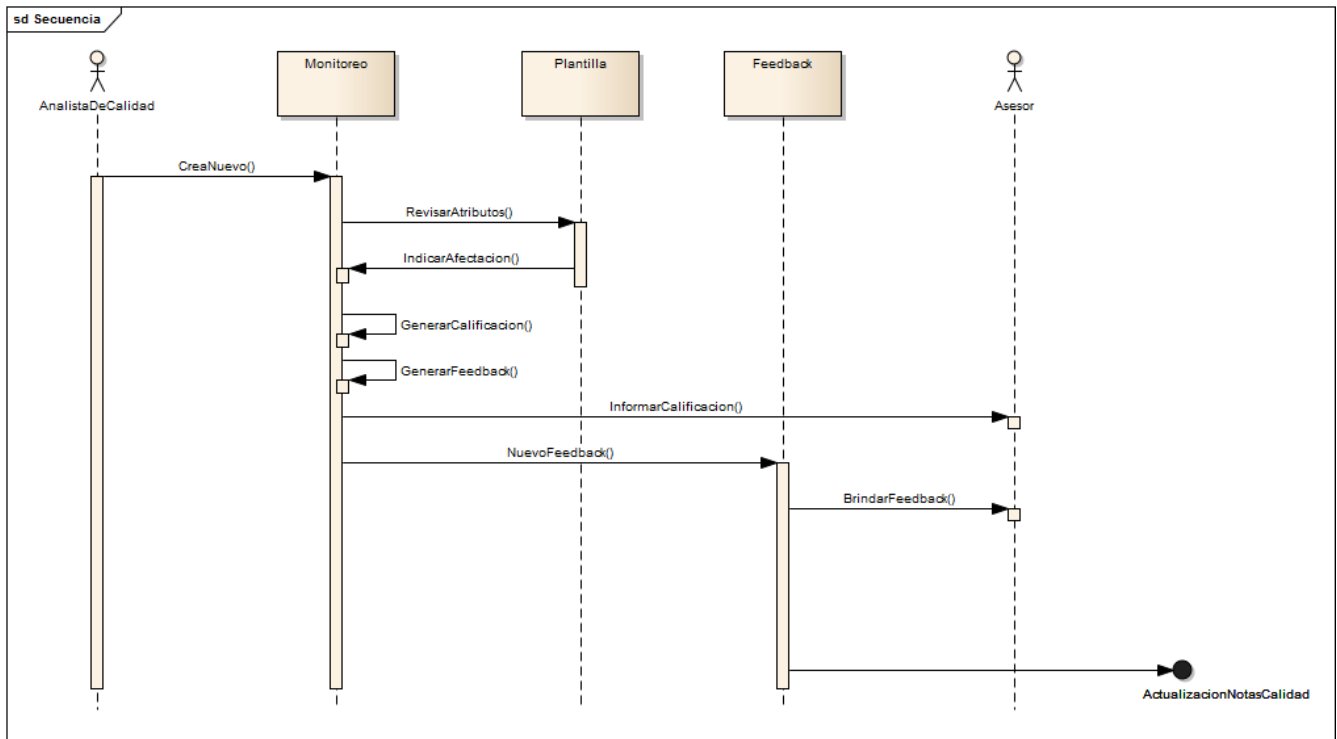 sd Secuencia
AnalistaDeCalidad
Monitoreo
Plantilla
Feedback
Asesor
CreaNuevo()
RevisarAtributos()
IndicarAfectacion()
GenerarCalificacion()
GenerarFeedback()
InformarCalificacion()
NuevoFeedback()
BrindarFeedback()
ActualizacionNotasCalidad